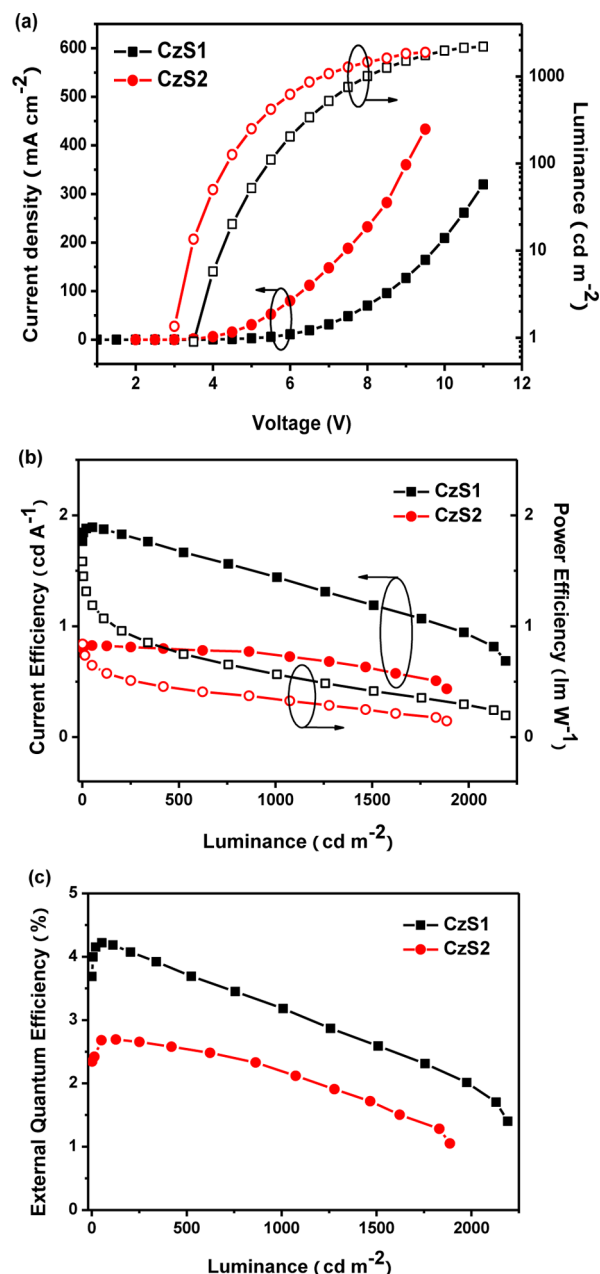 (a)
CzS1
CzS2
600
500
400
300
200
100
0
Current density ( mA cm-2)
1000
100
10
1
Luminance ( cd m-2)
2
4
6
8
10
12
Voltage (V)
(b)
CzS1
CzS2
2
1
0
Current Efficiency ( cd A-1)
2
1
0
Power Efficiency ( lm W-1)
0
500
1000
1500
2000
Luminance ( cd m-2)
(c)
CzS1
CzS2
5
4
3
2
1
0
External Quantum Efficiency ( %)
0
500
1000
1500
2000
Luminance ( cd m-2)